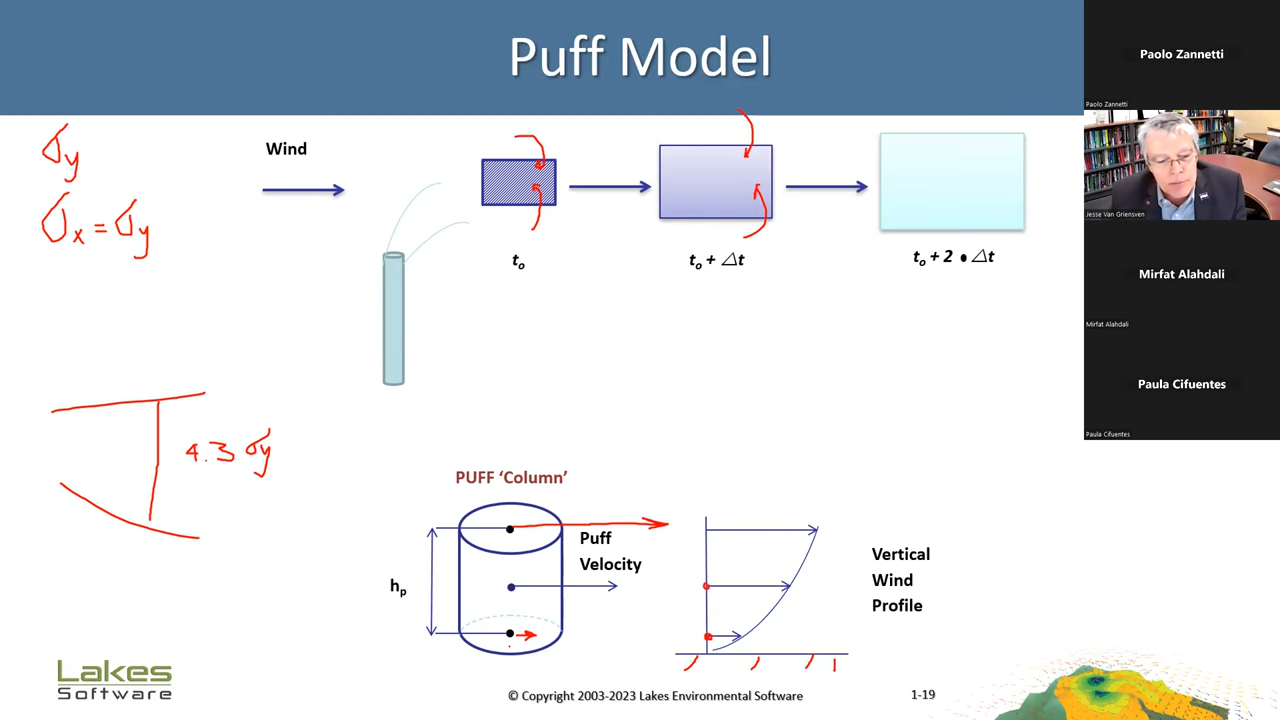 Puff Model
σy
σx = σy
Wind
to
to + △t
to + 2 • △t
4.3 σy
PUFF ‘Column’
hp
Puff
Velocity
Vertical
Wind
Profile
Lakes
Software
© Copyright 2003-2023 Lakes Environmental Software
1-19
Paolo Zannetti
Paolo Zannetti
Jesse Van Griensven
Mirfat Alahdali
Mirfat Alahdali
Paula Cifuentes
Paula Cifuentes